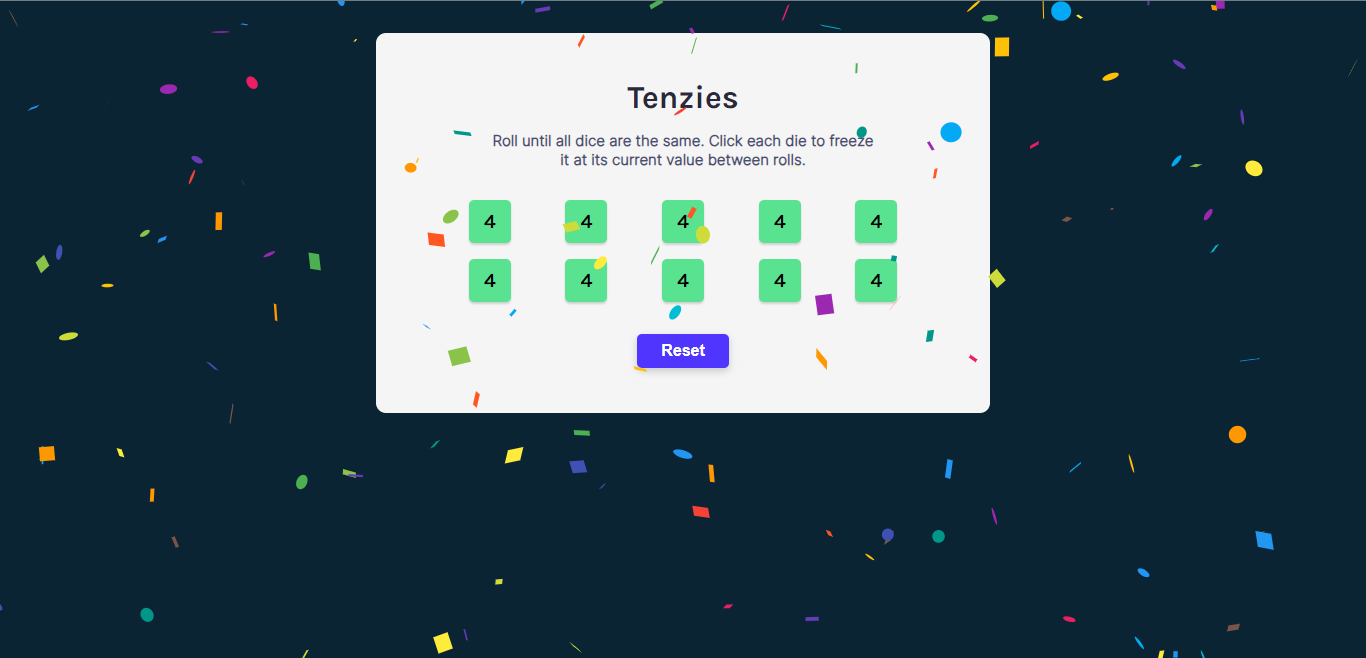 Tenzies
Roll until all dice are the same. Click each die to freeze
it at its current value between rolls.
4 4 4 4 4
4 4 4 4 4
Reset